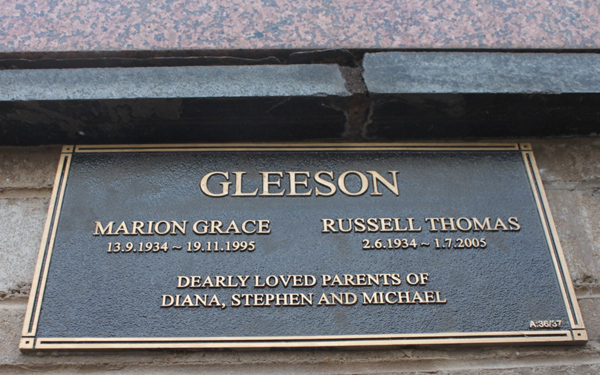 GLEESON
MARION GRACE
13.9.1934 ~ 19.11.1995
RUSSELL THOMAS
2.6.1934 ~ 1.7.2005
DEARLY LOVED PARENTS OF
DIANA, STEPHEN AND MICHAEL
A:36/37